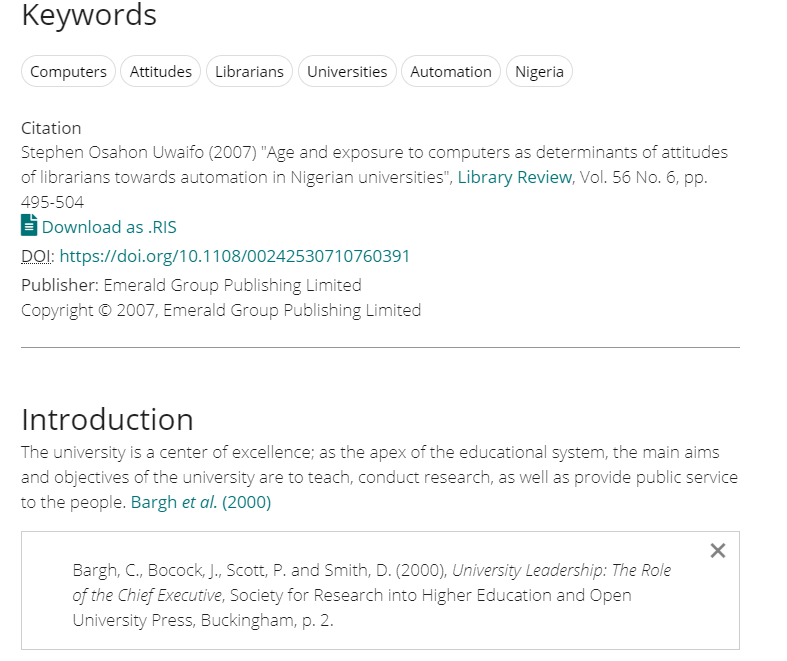 Keywords
Computers Attitudes Librarians Universities Automation Nigeria
Citation
Stephen Osahon Uwaifo (2007) "Age and exposure to computers as determinants of attitudes
of librarians towards automation in Nigerian universities", Library Review, Vol. 56 No. 6, pp.
495-504
Download as .RIS
DOI: https://doi.org/10.1108/00242530710760391
Publisher: Emerald Group Publishing Limited
Copyright © 2007, Emerald Group Publishing Limited
Introduction
The university is a center of excellence; as the apex of the educational system, the main aims
and objectives of the university are to teach, conduct research, as well as provide public service
to the people. Bargh et al. (2000)
Bargh, C., Bocock, J., Scott, P. and Smith, D. (2000), University Leadership: The Role
of the Chief Executive, Society for Research into Higher Education and Open
University Press, Buckingham, p. 2.